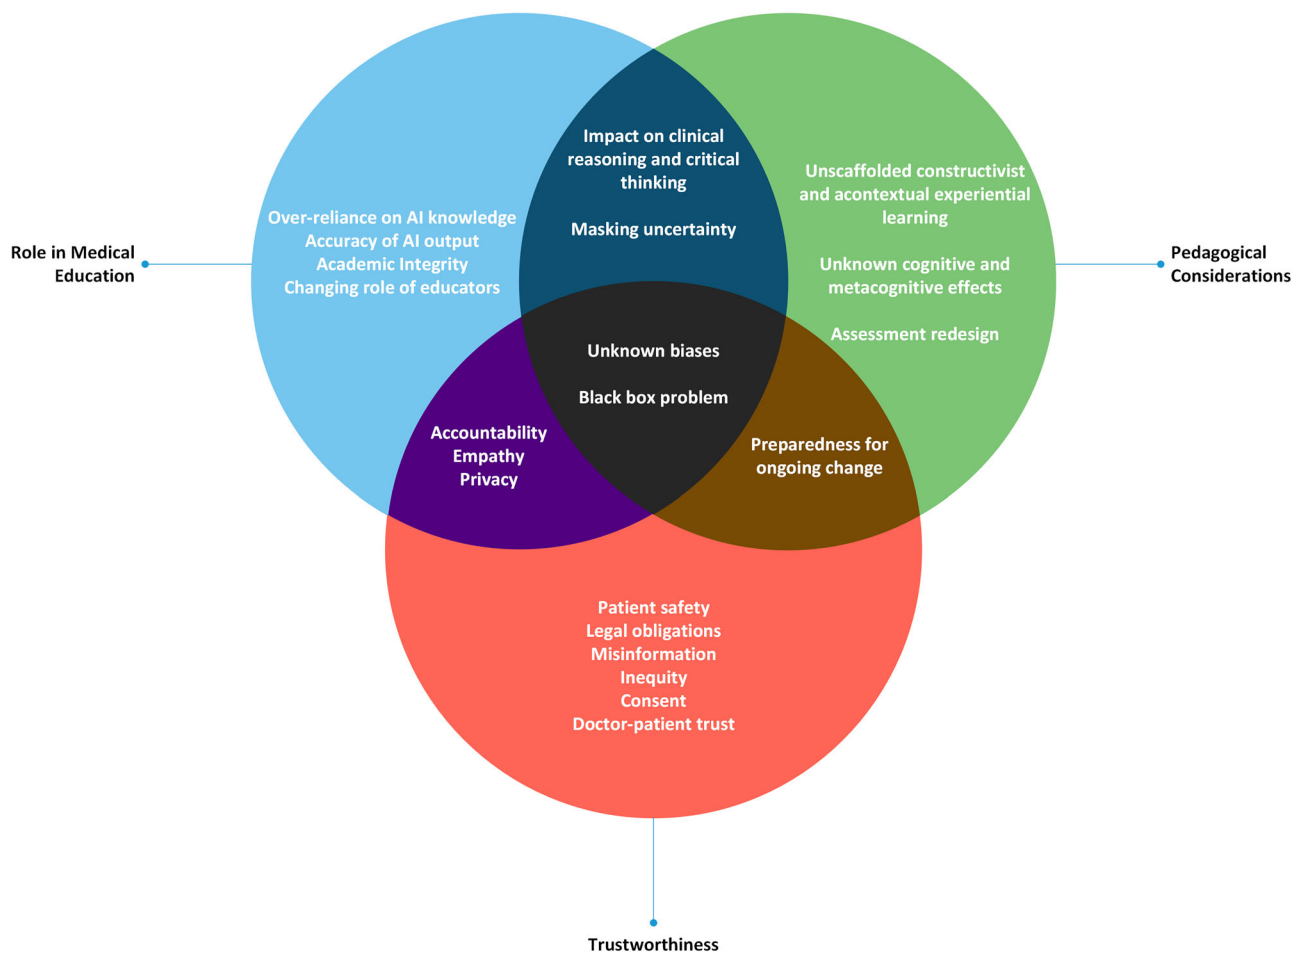 Impact on clinical
reasoning and critical
thinking
Masking uncertainty
Unscaffolded constructivist
and acontextual experiential
learning
Unknown cognitive and
metacognitive effects
Assessment redesign
Over-reliance on AI knowledge
Accuracy of AI output
Academic Integrity
Changing role of educators
Role in Medical
Education
Pedagogical
Considerations
Unknown biases
Black box problem
Accountability
Empathy
Privacy
Preparedness for
ongoing change
Patient safety
Legal obligations
Misinformation
Inequity
Consent
Doctor-patient trust
Trustworthiness